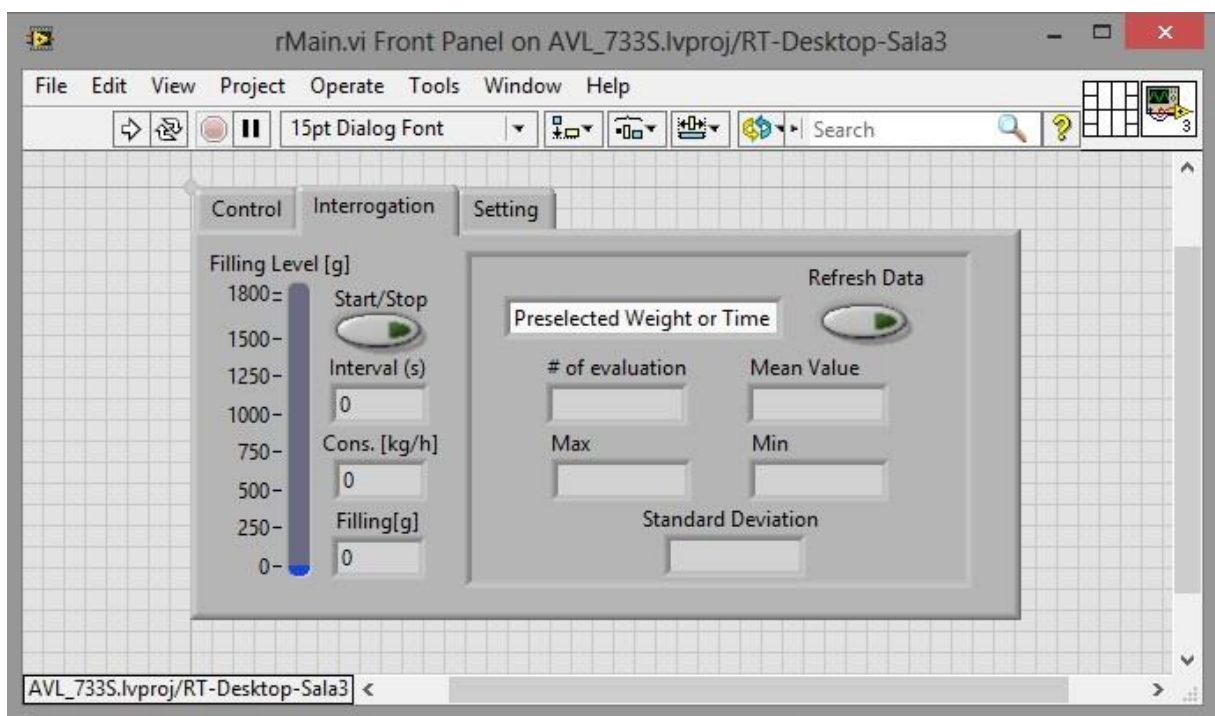 rMain.vi Front Panel on AVL_733S.lvproj/RT-Desktop-Sala3
File Edit View Project Operate Tools Window Help
15pt Dialog Font Search 3
Control Interrogation Setting
Filling Level [g]
1800
1500
1250
1000
750
500
250
0
Start/Stop
Interval (s)
0
Cons. [kg/h]
0
Filling[g]
0
Refresh Data
Preselected Weight or Time
# of evaluation Mean Value
Max Min
Standard Deviation
AVL_733S.lvproj/RT-Desktop-Sala3